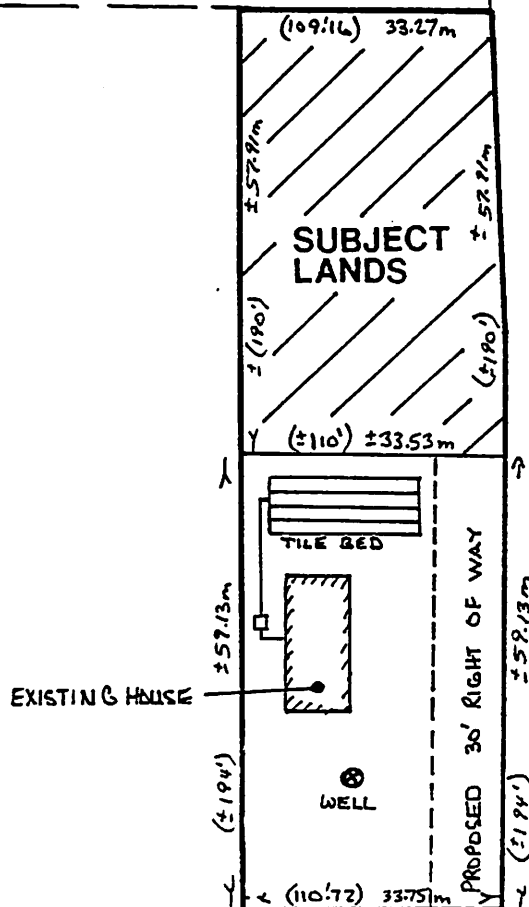 (109.'16) 33.27m
±57.91m
±57.91m
SUBJECT
LANDS
±(190')
(±190')
(±110') ±33.53m
TILE BED
±59.13m
PROPOSED 30' RIGHT OF WAY
±59.13m
EXISTING HOUSE
WELL
(±194')
(±194')
(110.'72) 33.75m